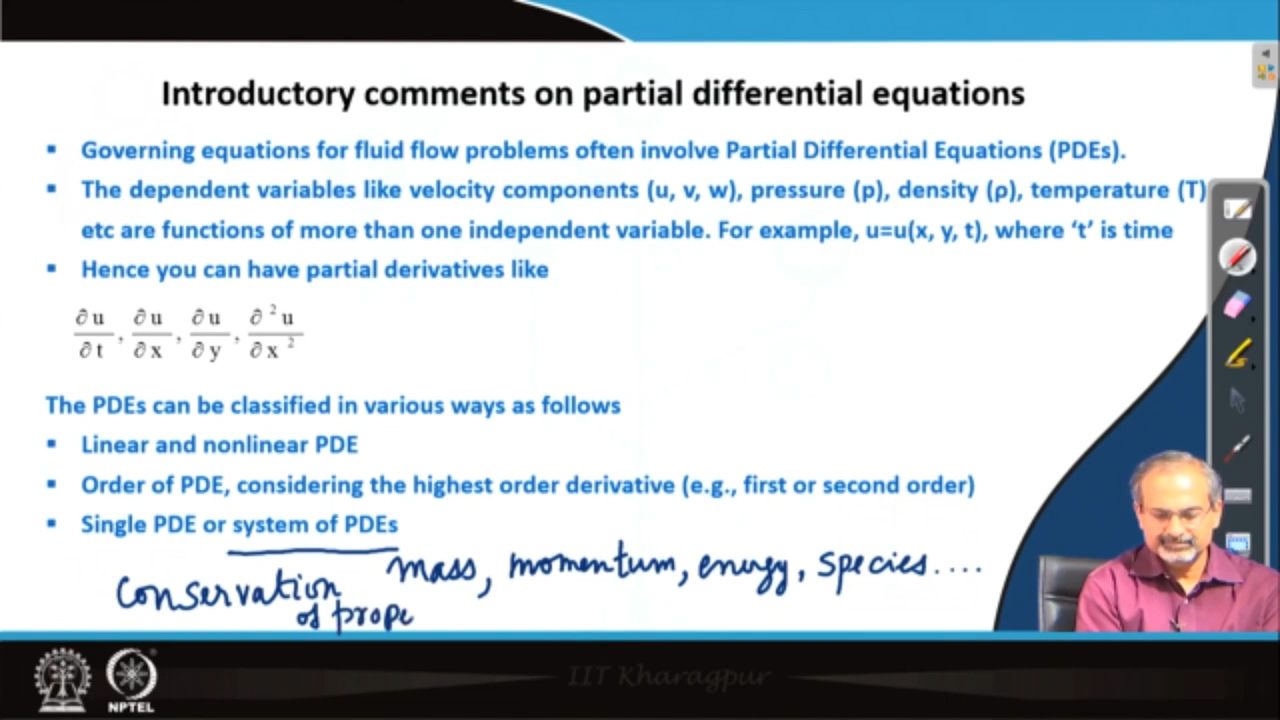 Introductory comments on partial differential equations
▪ Governing equations for fluid flow problems often involve Partial Differential Equations (PDEs).
▪ The dependent variables like velocity components (u, v, w), pressure (p), density (ρ), temperature (T)
etc are functions of more than one independent variable. For example, u=u(x, y, t), where ‘t’ is time
▪ Hence you can have partial derivatives like
∂u/∂t, ∂u/∂x, ∂u/∂y, ∂²u/∂x²
The PDEs can be classified in various ways as follows
▪ Linear and nonlinear PDE
▪ Order of PDE, considering the highest order derivative (e.g., first or second order)
▪ Single PDE or system of PDEs
mass, momentum, energy, species....
Conservation
of prope
IIT Kharagpur
NPTEL